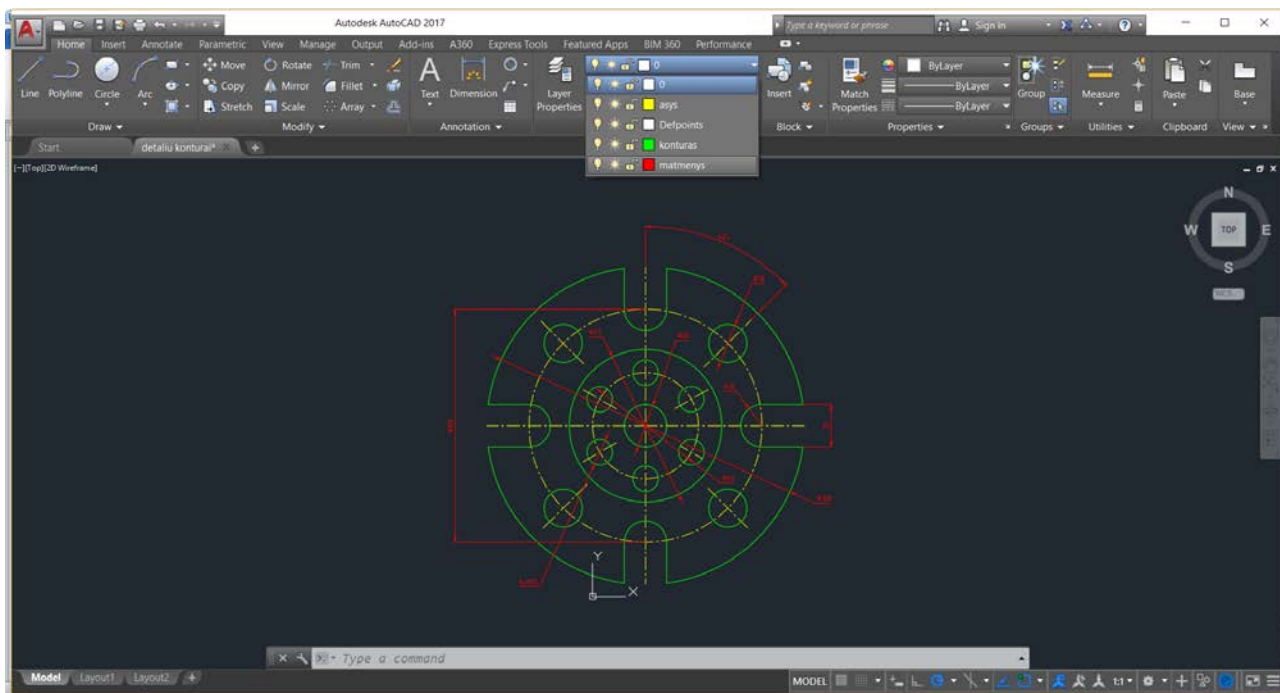 A Autodesk AutoCAD 2017 Type a keyword or phrase Sign In
Home Insert Annotate Parametric View Manage Output Add-ins A360 Express Tools Featured Apps BIM 360 Performance
Move Rotate Trim 0
ByLayer
Line Polyline Circle Arc Copy Mirror Fillet Text Dimension Layer Properties 0 Insert Match Properties ByLayer Group Measure Paste Base
Stretch Scale Array asys ByLayer
Draw Modify Annotation Defpoints Block Properties Groups Utilities Clipboard View
Start detaliu konturai* konturas
matmenys
[–][Top][2D Wireframe]
N
W TOP E
S
Y
X
Type a command
Model Layout1 Layout2 MODEL 1:1